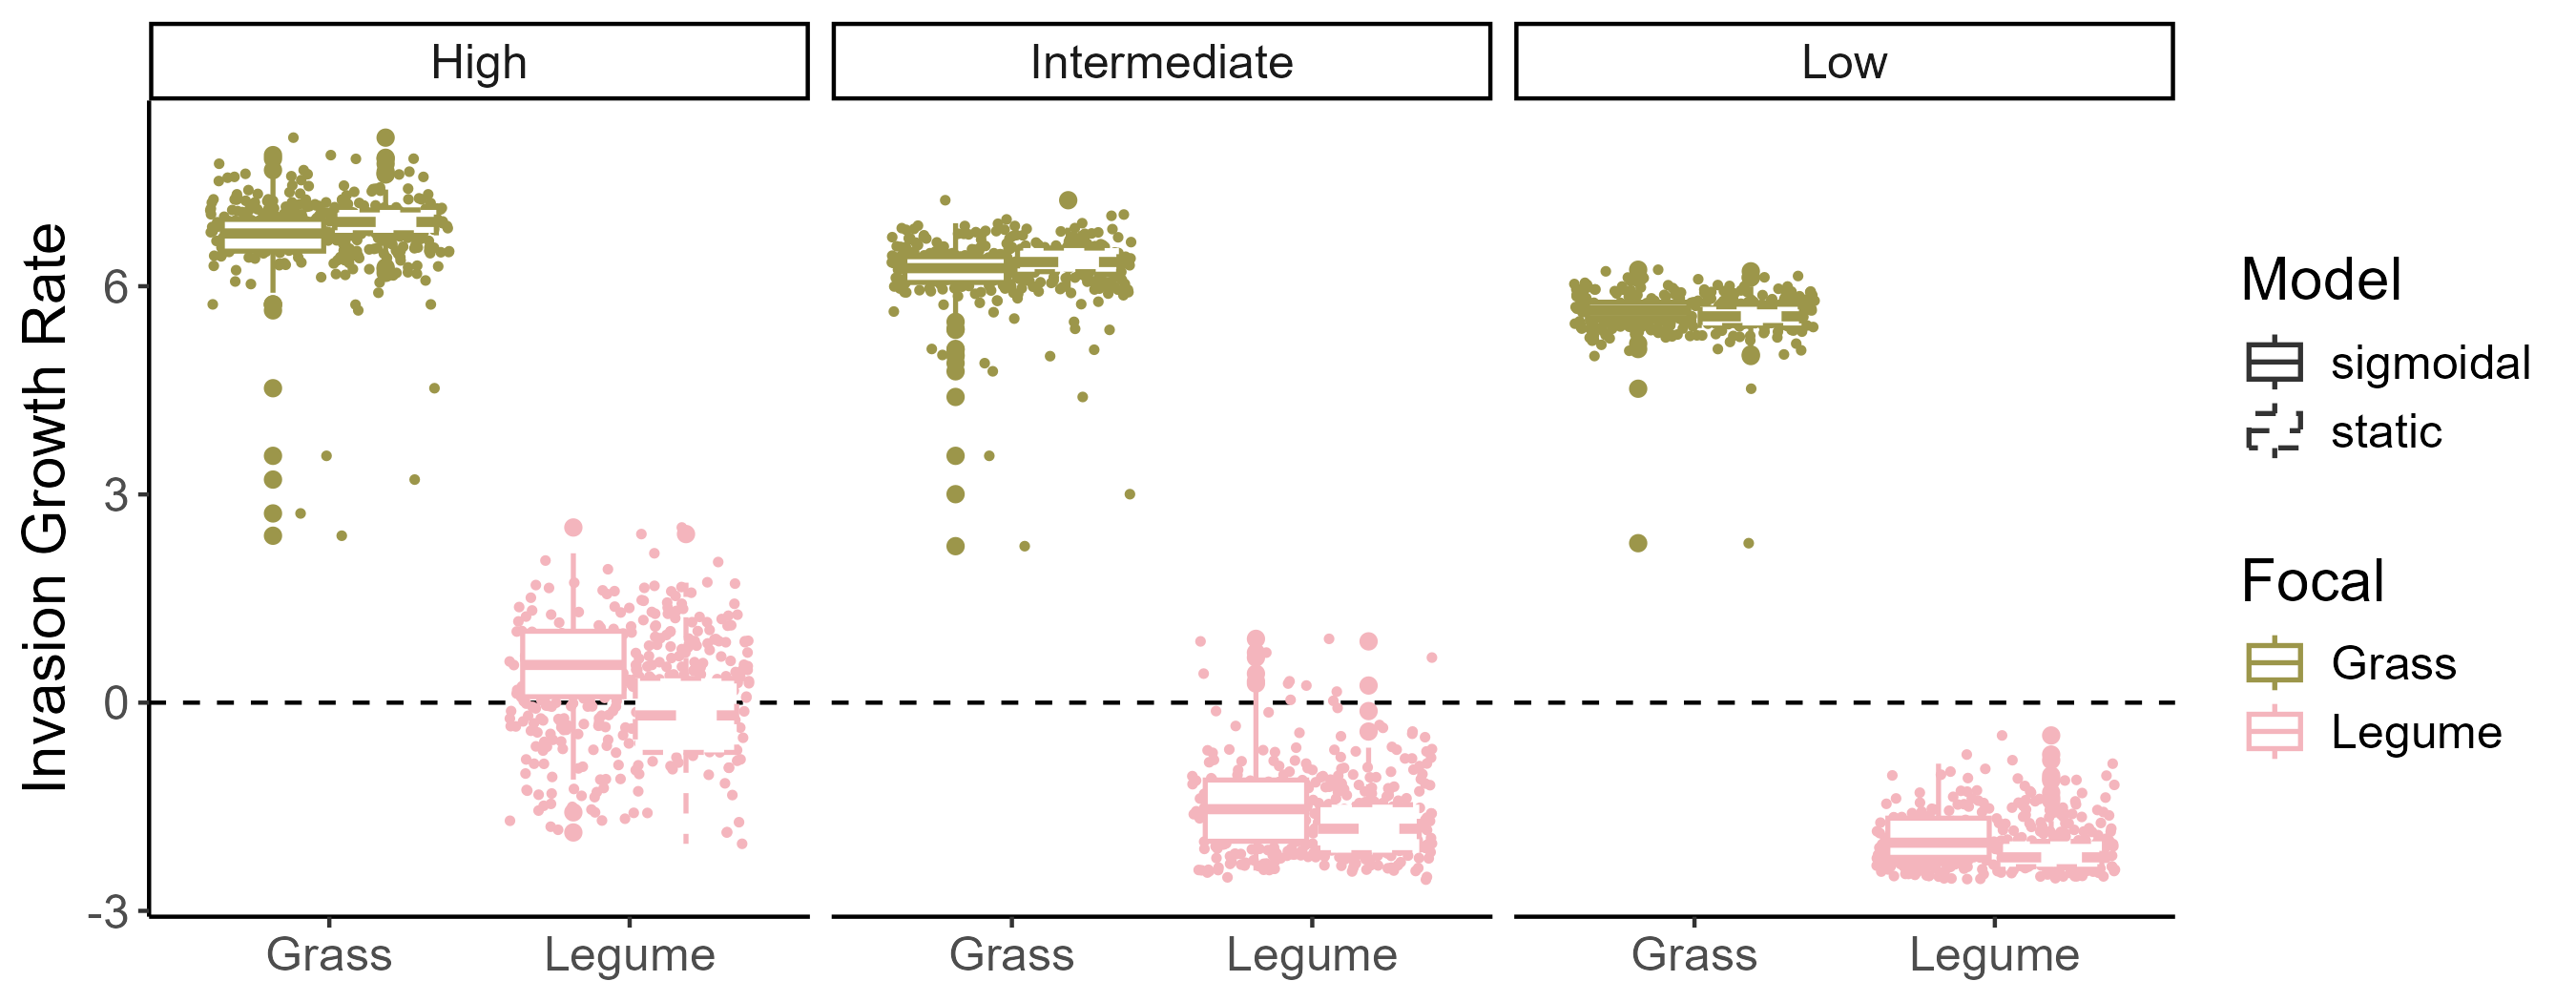 High
Intermediate
Low
Invasion Growth Rate
6
3
0
-3
Grass
Legume
Grass
Legume
Grass
Legume
Model
sigmoidal
static
Focal
Grass
Legume